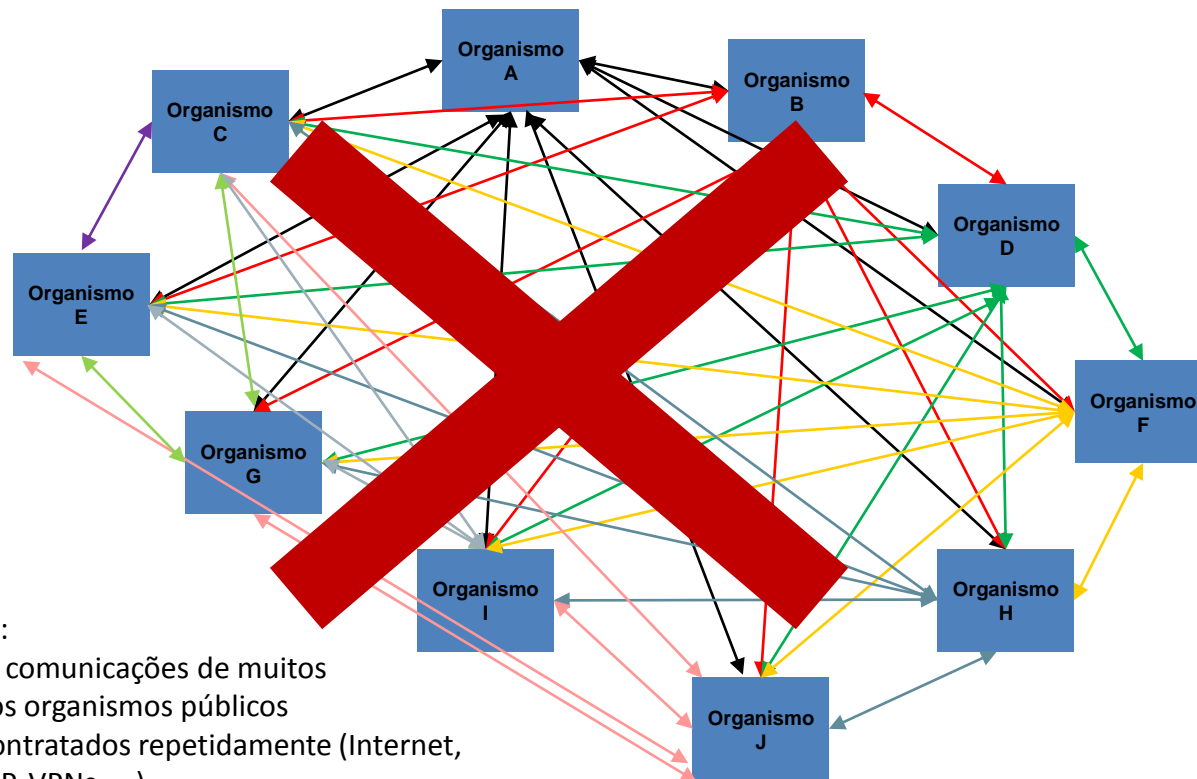 Organismo
A
Organismo
B
Organismo
C
Organismo
D
Organismo
E
Organismo
F
Organismo
G
Organismo
H
Organismo
I
Organismo
J
:
comunicações de muitos
os organismos públicos
ontratados repetidamente (Internet,